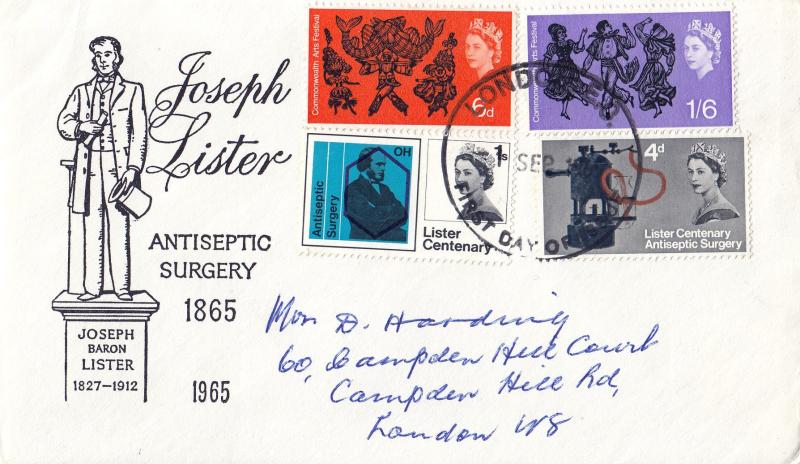 Joseph
Lister
ANTISEPTIC
SURGERY
1865
1965
JOSEPH
BARON
LISTER
1827—1912
Commonwealth Arts Festival
6d
Commonwealth Arts Festival
1/6
Antiseptic
Surgery
OH
1s
Lister
Centenary
4d
Lister Centenary
Antiseptic Surgery
LONDON
SEP
FIRST DAY OF
D. Harding
60, Campden Hill Court
Campden Hill Rd,
London W8